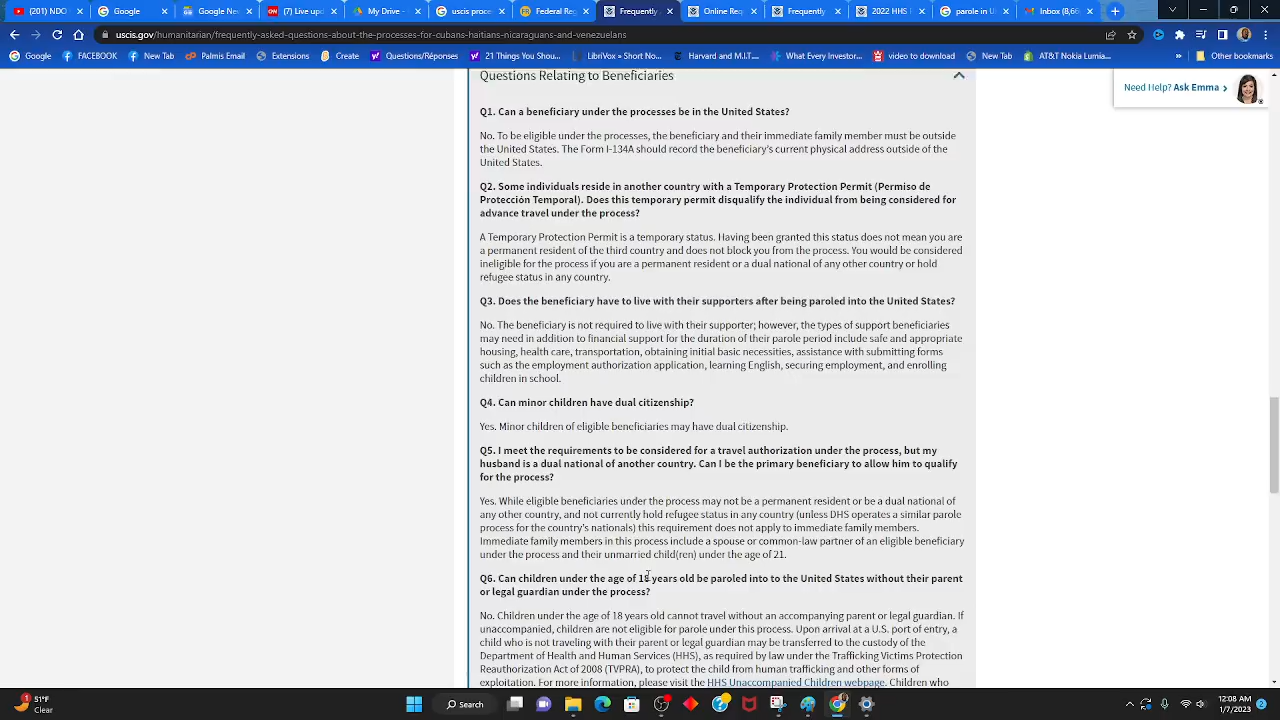 (201) NDC
Google
Google Nev
(7) Live up
My Drive -
uscis proce
Federal Reg
Frequently
Online Req
Frequently
2022 HHS I
parole in U
Inbox (8,66
uscis.gov/humanitarian/frequently-asked-questions-about-the-processes-for-cubans-haitians-nicaraguans-and-venezuelans
Google
FACEBOOK
New Tab
Palmis Email
Extensions
Create
Questions/Réponses
21 Things You Shou...
LibriVox » Short No...
Harvard and M.I.T....
What Every Investor...
video to download
New Tab
AT&T Nokia Lumia...
»
Other bookmarks
Questions Relating to Beneficiaries
Need Help? Ask Emma
Q1. Can a beneficiary under the processes be in the United States?
No. To be eligible under the processes, the beneficiary and their immediate family member must be outside
the United States. The Form I-134A should record the beneficiary's current physical address outside of the
United States.
Q2. Some individuals reside in another country with a Temporary Protection Permit (Permiso de
Protección Temporal). Does this temporary permit disqualify the individual from being considered for
advance travel under the process?
A Temporary Protection Permit is a temporary status. Having been granted this status does not mean you are
a permanent resident of the third country and does not block you from the process. You would be considered
ineligible for the process if you are a permanent resident or a dual national of any other country or hold
refugee status in any country.
Q3. Does the beneficiary have to live with their supporters after being paroled into the United States?
No. The beneficiary is not required to live with their supporter; however, the types of support beneficiaries
may need in addition to financial support for the duration of their parole period include safe and appropriate
housing, health care, transportation, obtaining initial basic necessities, assistance with submitting forms
such as the employment authorization application, learning English, securing employment, and enrolling
children in school.
Q4. Can minor children have dual citizenship?
Yes. Minor children of eligible beneficiaries may have dual citizenship.
Q5. I meet the requirements to be considered for a travel authorization under the process, but my
husband is a dual national of another country. Can I be the primary beneficiary to allow him to qualify
for the process?
Yes. While eligible beneficiaries under the process may not be a permanent resident or be a dual national of
any other country, and not currently hold refugee status in any country (unless DHS operates a similar parole
process for the country's nationals) this requirement does not apply to immediate family members.
Immediate family members in this process include a spouse or common-law partner of an eligible beneficiary
under the process and their unmarried child(ren) under the age of 21.
Q6. Can children under the age of 18 years old be paroled into to the United States without their parent
or legal guardian under the process?
No. Children under the age of 18 years old cannot travel without an accompanying parent or legal guardian. If
unaccompanied, children are not eligible for parole under this process. Upon arrival at a U.S. port of entry, a
child who is not traveling with their parent or legal guardian may be transferred to the custody of the
Department of Health and Human Services (HHS), as required by law under the Trafficking Victims Protection
Reauthorization Act of 2008 (TVPRA), to protect the child from human trafficking and other forms of
exploitation. For more information, please visit the HHS Unaccompanied Children webpage. Children who
51°F
Clear
Search
12:08 AM
1/7/2023